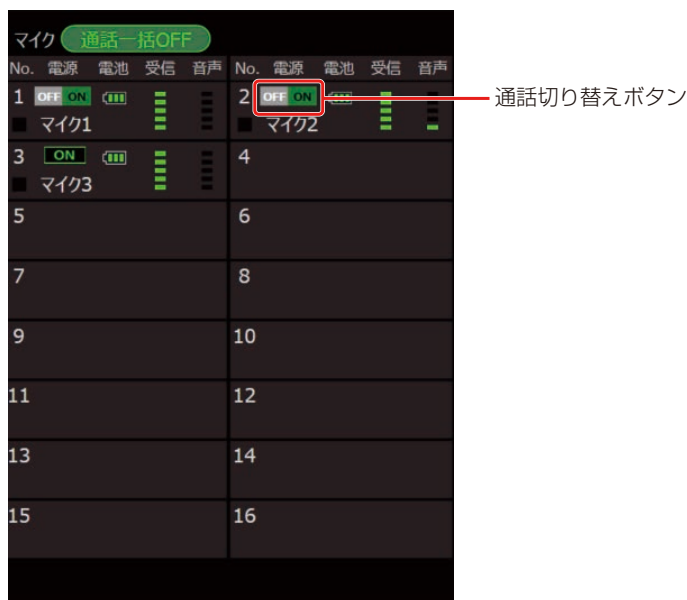 マイク 通話一括OFF
No. 電源 電池 受信 音声 No. 電源 電池 受信 音声
1 OFF ON 2 OFF ON 通話切り替えボタン
マイク1 マイク2
3 ON 4
マイク3
5 6
7 8
9 10
11 12
13 14
15 16